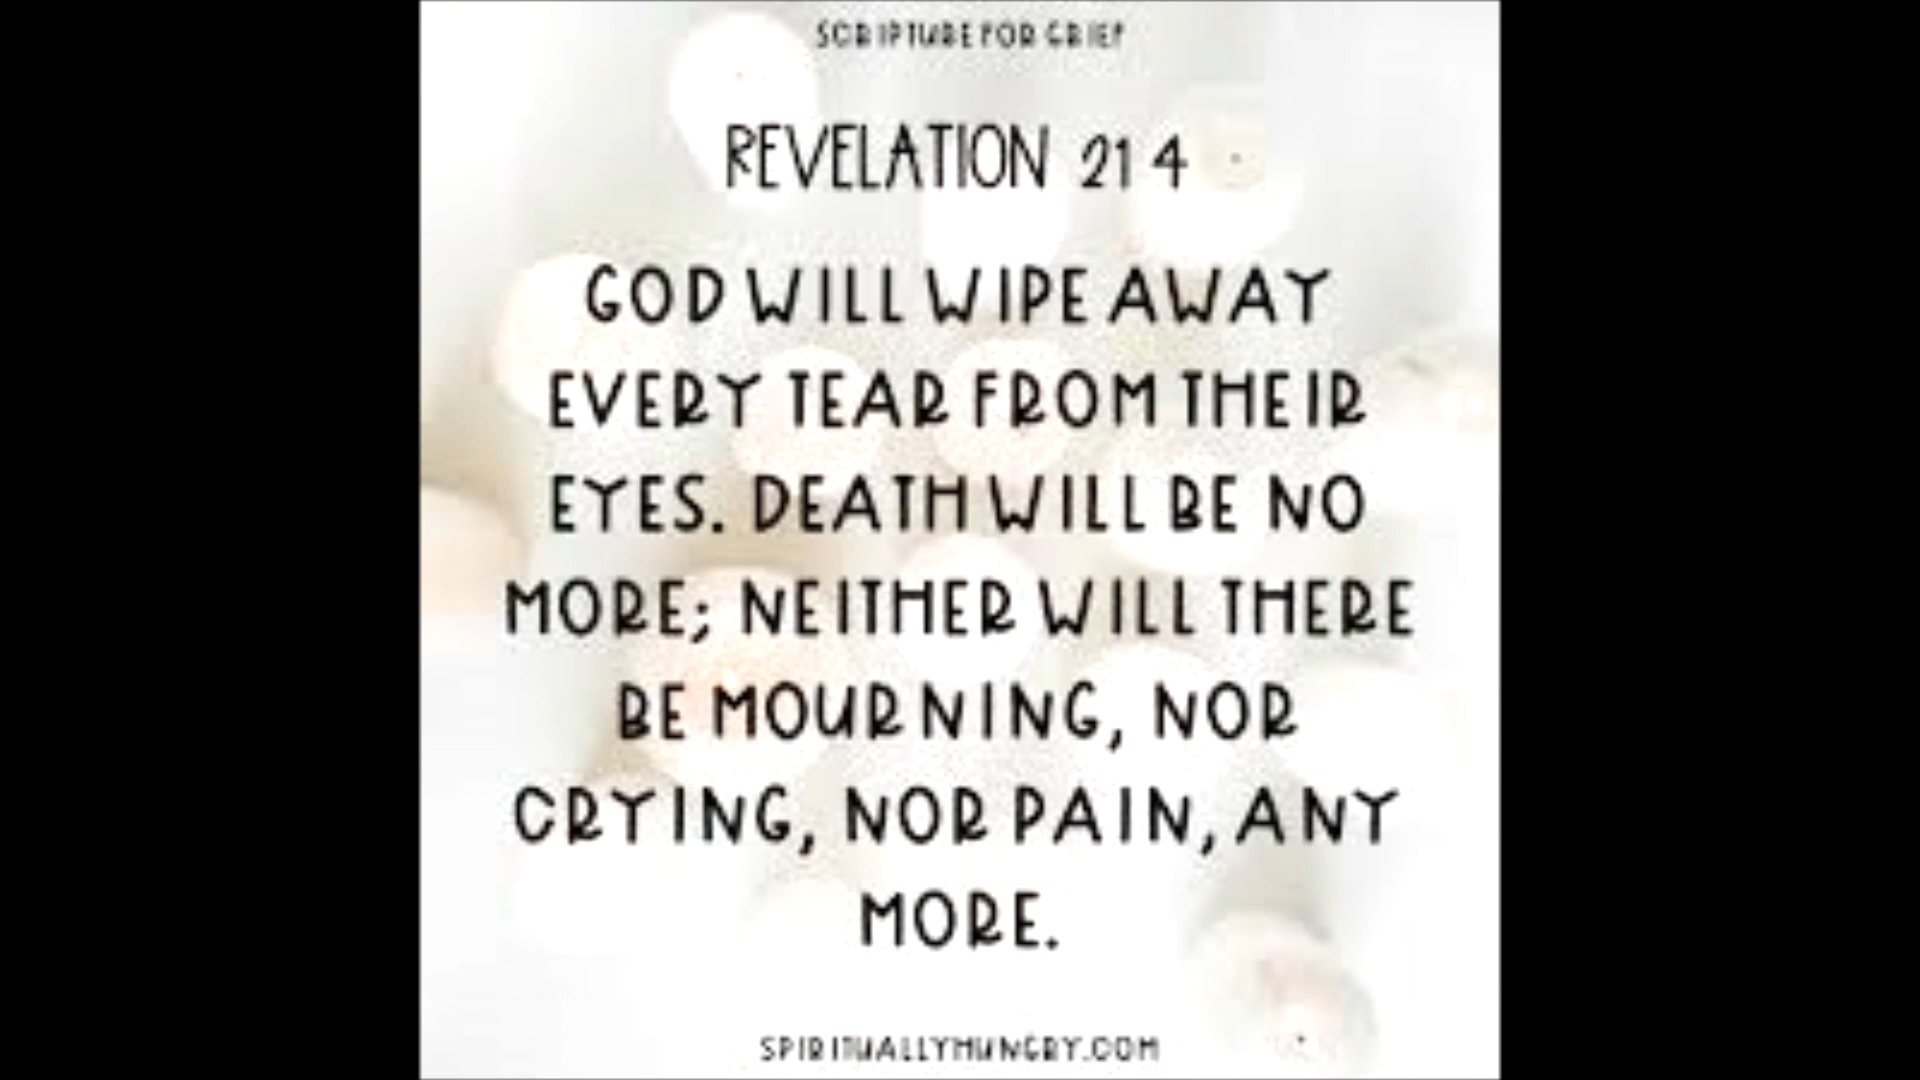 SCRIPTURE FOR GRIEF
REVELATION 21 4
GOD WILL WIPE AWAY
EVERY TEAR FROM THEIR
EYES. DEATH WILL BE NO
MORE; NEITHER WILL THERE
BE MOURNING, NOR
CRYING, NOR PAIN, ANY
MORE.
SPIRITUALLYHUNGRY.COM